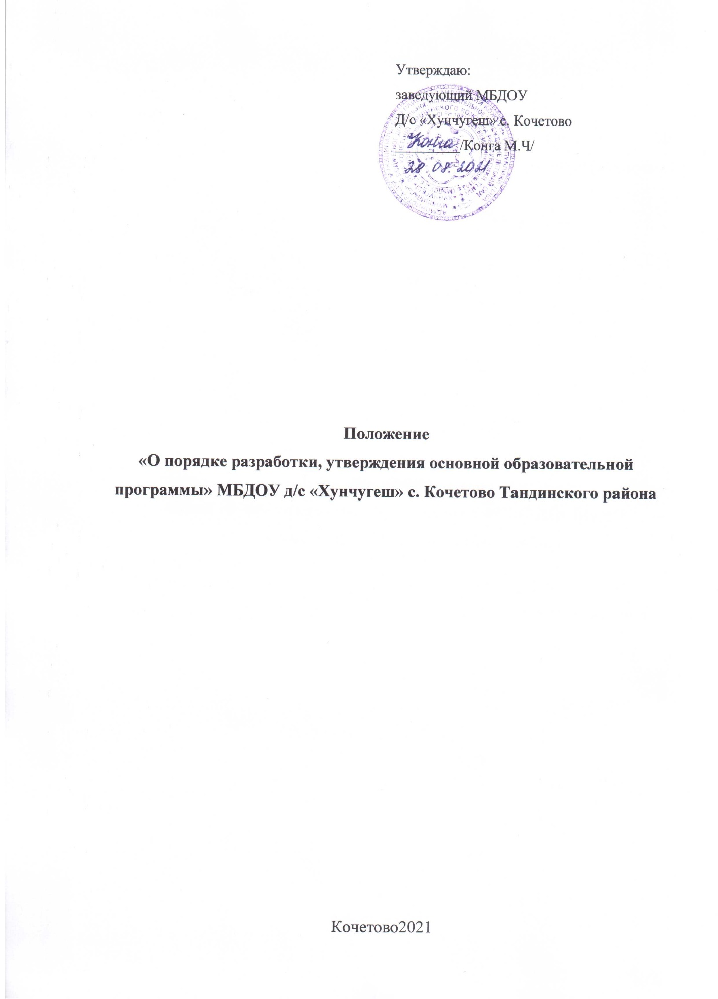 Утверждаю:
заведующий МБДОУ
Д/с «Хунчугеш» с. Кочетово
Конга /Конга М.Ч/
28. 08. 2021
Положение
«О порядке разработки, утверждения основной образовательной
программы» МБДОУ д/с «Хунчугеш» с. Кочетово Тандинского района
Кочетово2021